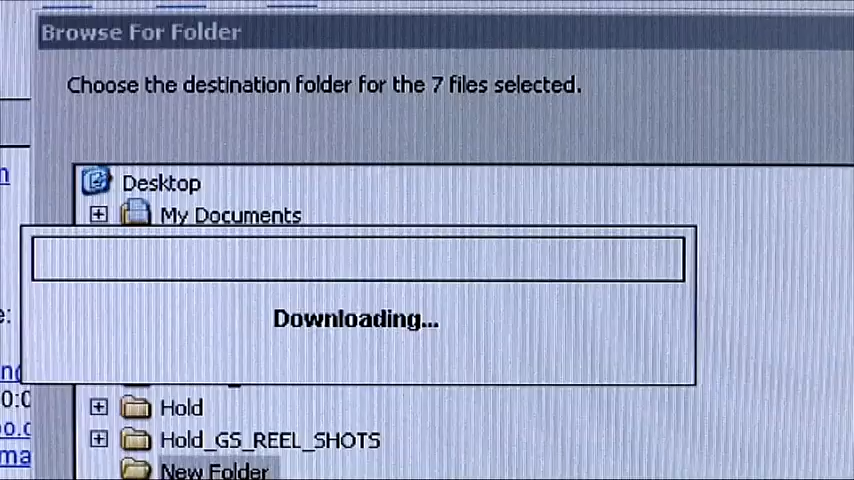 Browse For Folder
Choose the destination folder for the 7 files selected.
Desktop
My Documents
Downloading...
Hold
Hold_GS_REEL_SHOTS
New Folder